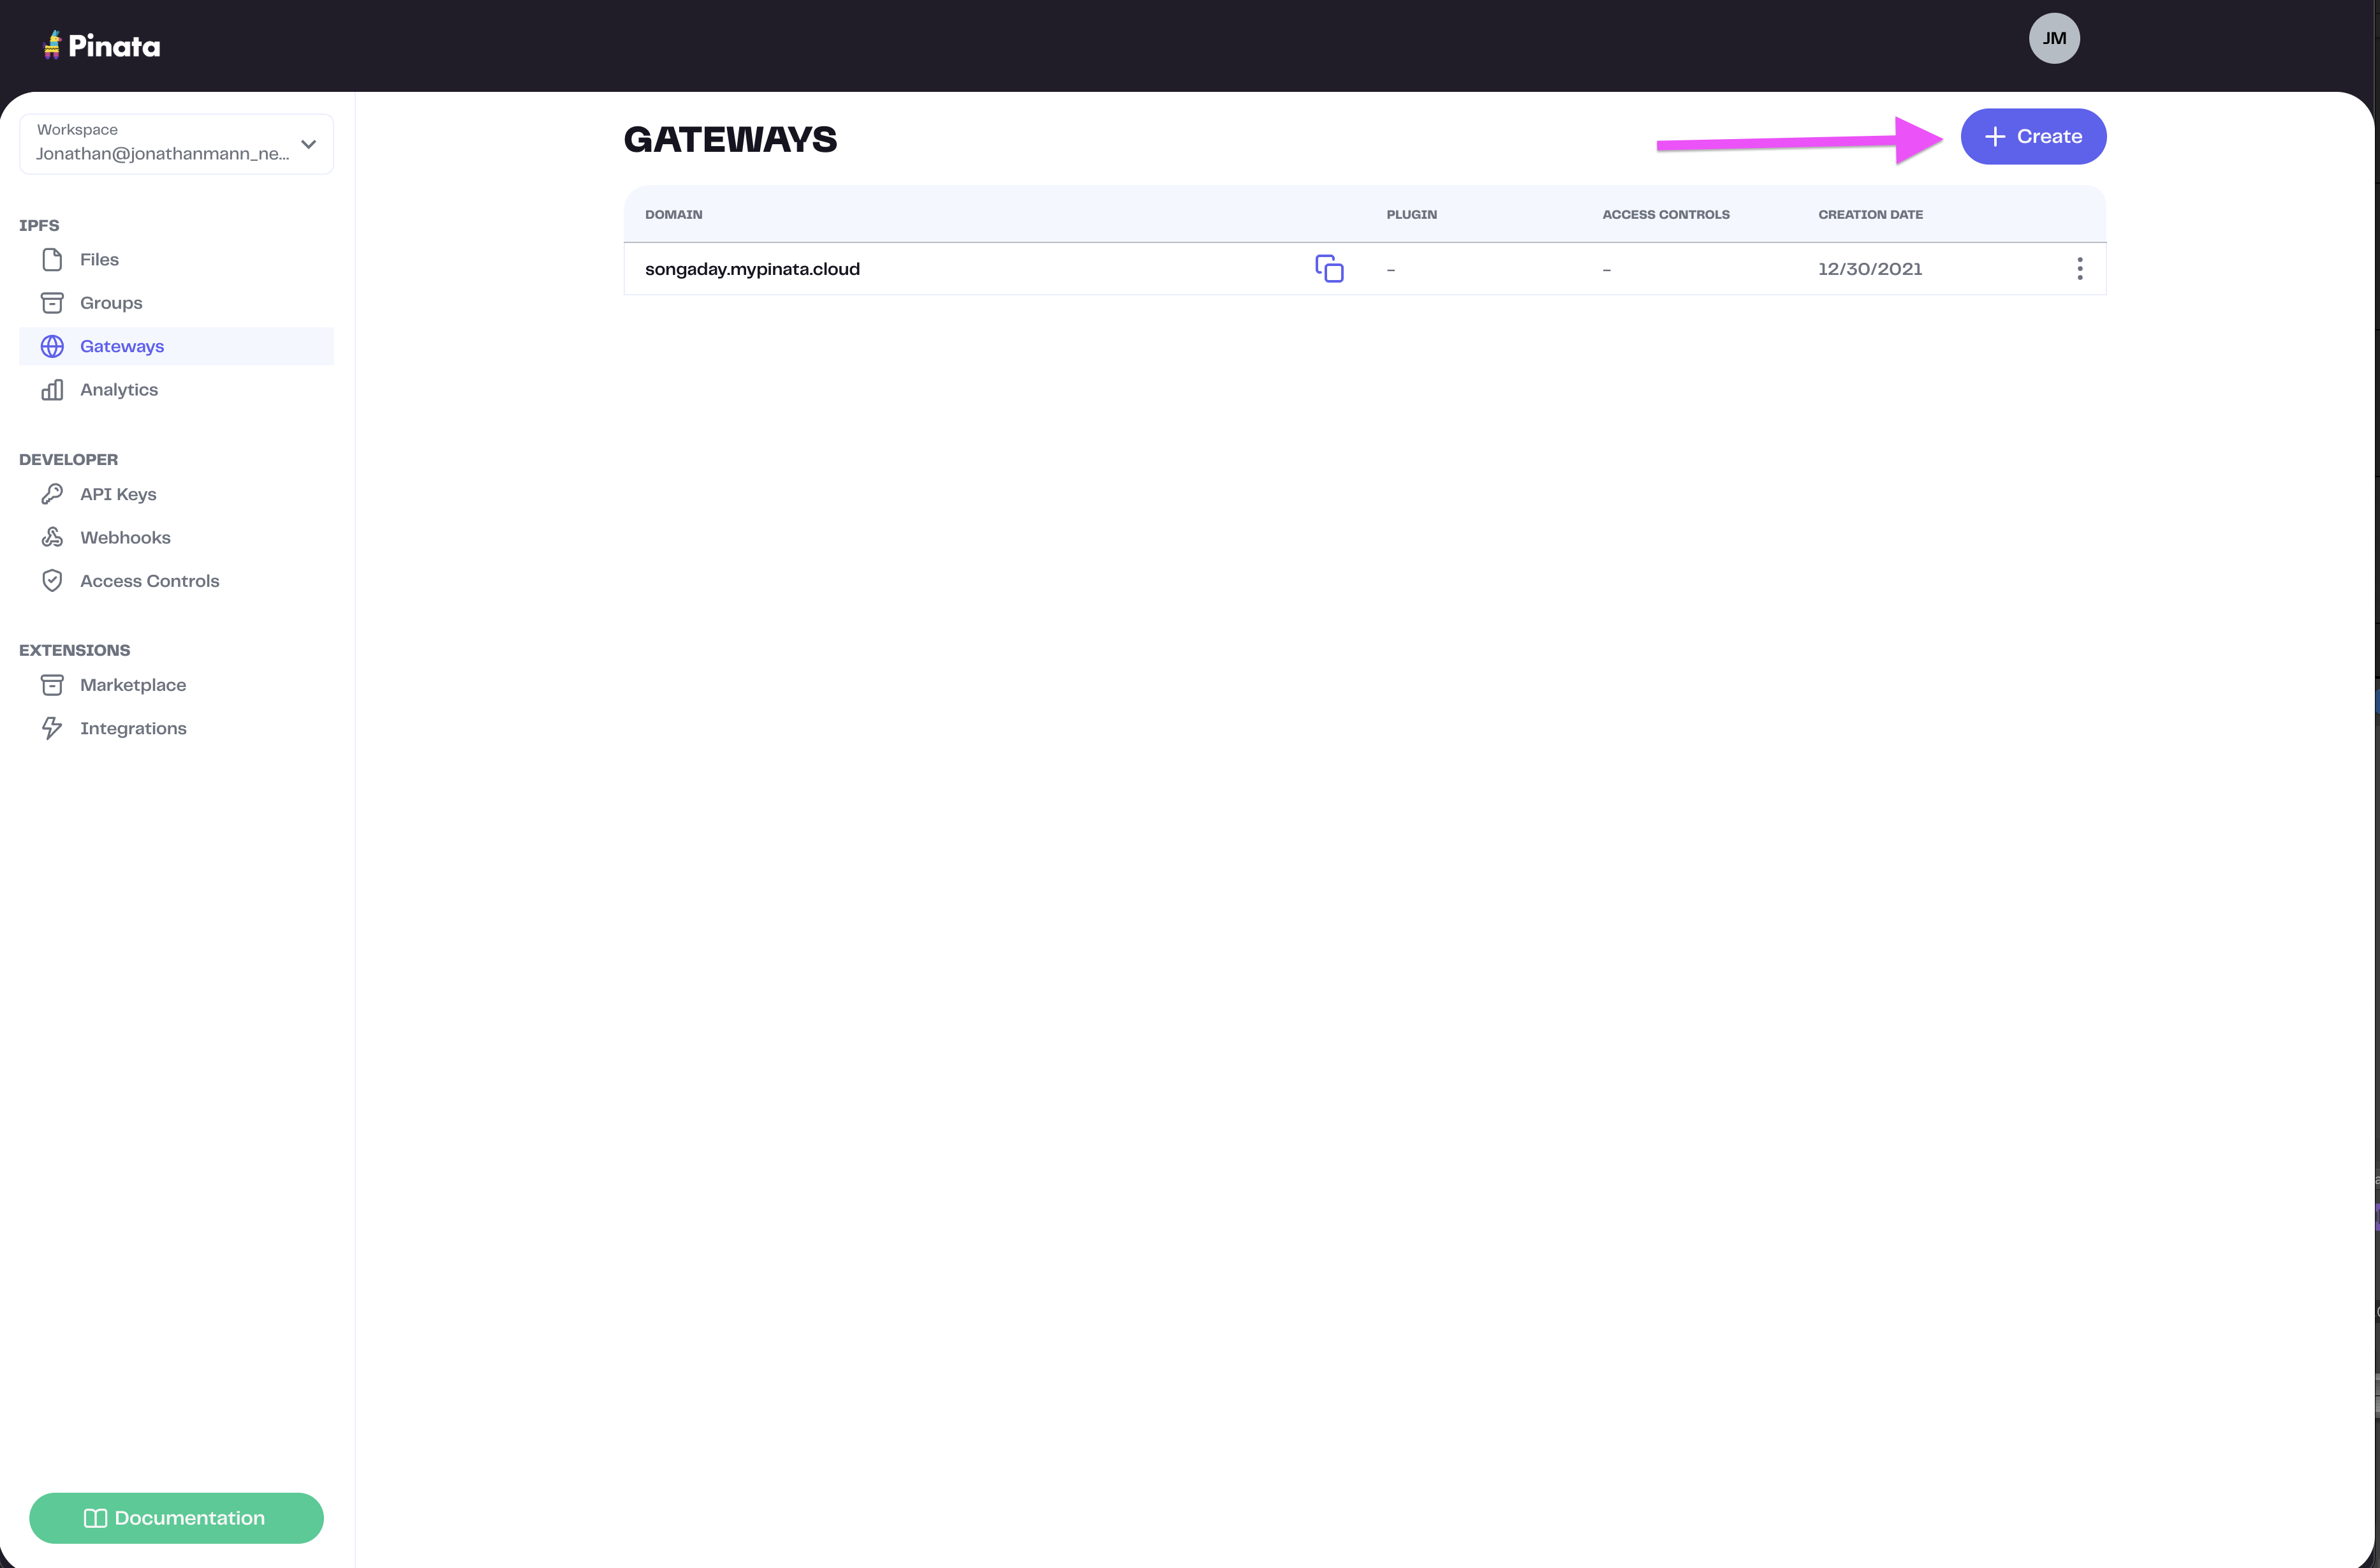 Pinata
JM
Workspace
Jonathan@jonathanmann_ne...
IPFS
Files
Groups
Gateways
Analytics
DEVELOPER
API Keys
Webhooks
Access Controls
EXTENSIONS
Marketplace
Integrations
Documentation
GATEWAYS
Create
DOMAIN PLUGIN ACCESS CONTROLS CREATION DATE
songaday.mypinata.cloud - - 12/30/2021